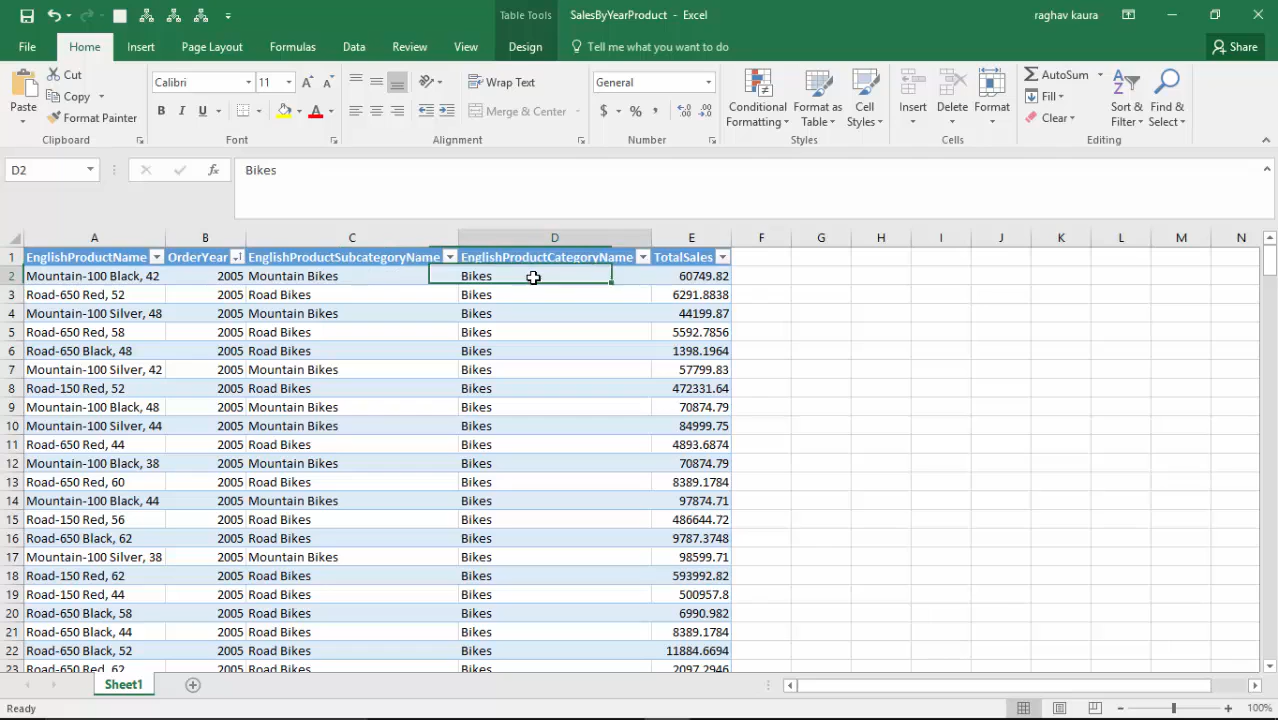 Table Tools
SalesByYearProduct - Excel
raghav kaura
File Home Insert Page Layout Formulas Data Review View Design Tell me what you want to do Share
Paste
Cut
Copy
Format Painter
Clipboard
Calibri 11
B I U
Font
Wrap Text
Merge & Center
Alignment
General
$ % ,
Number
Conditional Formatting
Format as Table
Cell Styles
Styles
Insert Delete Format
Cells
AutoSum
Fill
Clear
Sort & Filter
Find & Select
Editing
D2 fx Bikes
A B C D E F G H I J K L M N
1 EnglishProductName OrderYear EnglishProductSubcategoryName EnglishProductCategoryName TotalSales
2 Mountain-100 Black, 42 2005 Mountain Bikes Bikes 60749.82
3 Road-650 Red, 52 2005 Road Bikes Bikes 6291.8838
4 Mountain-100 Silver, 48 2005 Mountain Bikes Bikes 44199.87
5 Road-650 Red, 58 2005 Road Bikes Bikes 5592.7856
6 Road-650 Black, 48 2005 Road Bikes Bikes 1398.1964
7 Mountain-100 Silver, 42 2005 Mountain Bikes Bikes 57799.83
8 Road-150 Red, 52 2005 Road Bikes Bikes 472331.64
9 Mountain-100 Black, 48 2005 Mountain Bikes Bikes 70874.79
10 Mountain-100 Silver, 44 2005 Mountain Bikes Bikes 84999.75
11 Road-650 Red, 44 2005 Road Bikes Bikes 4893.6874
12 Mountain-100 Black, 38 2005 Mountain Bikes Bikes 70874.79
13 Road-650 Red, 60 2005 Road Bikes Bikes 8389.1784
14 Mountain-100 Black, 44 2005 Mountain Bikes Bikes 97874.71
15 Road-150 Red, 56 2005 Road Bikes Bikes 486644.72
16 Road-650 Black, 62 2005 Road Bikes Bikes 9787.3748
17 Mountain-100 Silver, 38 2005 Mountain Bikes Bikes 98599.71
18 Road-150 Red, 62 2005 Road Bikes Bikes 593992.82
19 Road-150 Red, 44 2005 Road Bikes Bikes 500957.8
20 Road-650 Black, 58 2005 Road Bikes Bikes 6990.982
21 Road-650 Black, 44 2005 Road Bikes Bikes 8389.1784
22 Road-650 Black, 52 2005 Road Bikes Bikes 11884.6694
23 Road-650 Red, 62 2005 Road Bikes Bikes 2097.2946
Sheet1
Ready 100%